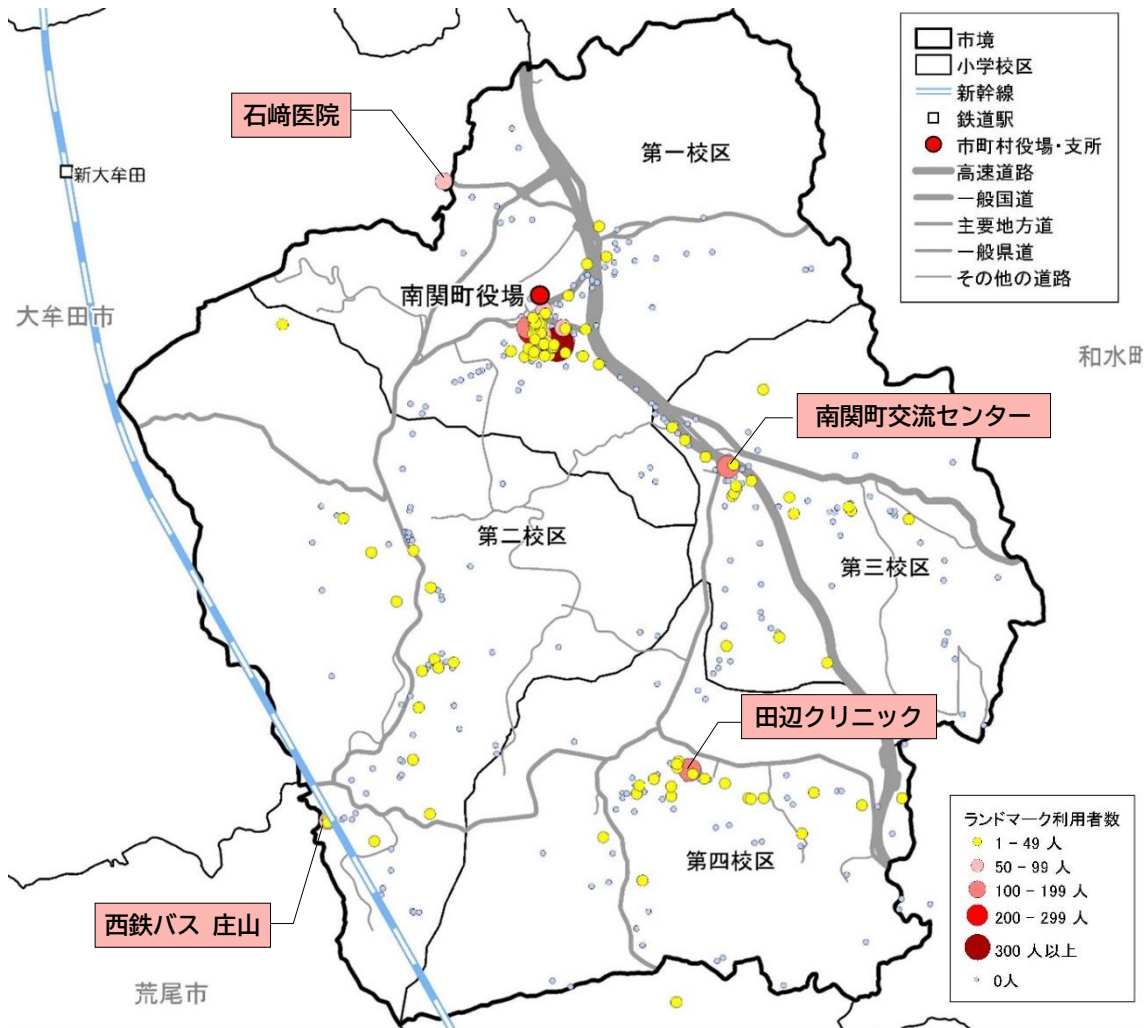 市境
小学校区
新幹線
鉄道駅
市町村役場・支所
高速道路
一般国道
主要地方道
一般県道
その他の道路
石﨑医院
第一校区
新大牟田
南関町役場
大牟田市
和水町
南関町交流センター
第二校区
第三校区
田辺クリニック
第四校区
西鉄バス 庄山
荒尾市
ランドマーク利用者数
1 - 49 人
50 - 99 人
100 - 199 人
200 - 299 人
300 人以上
0人